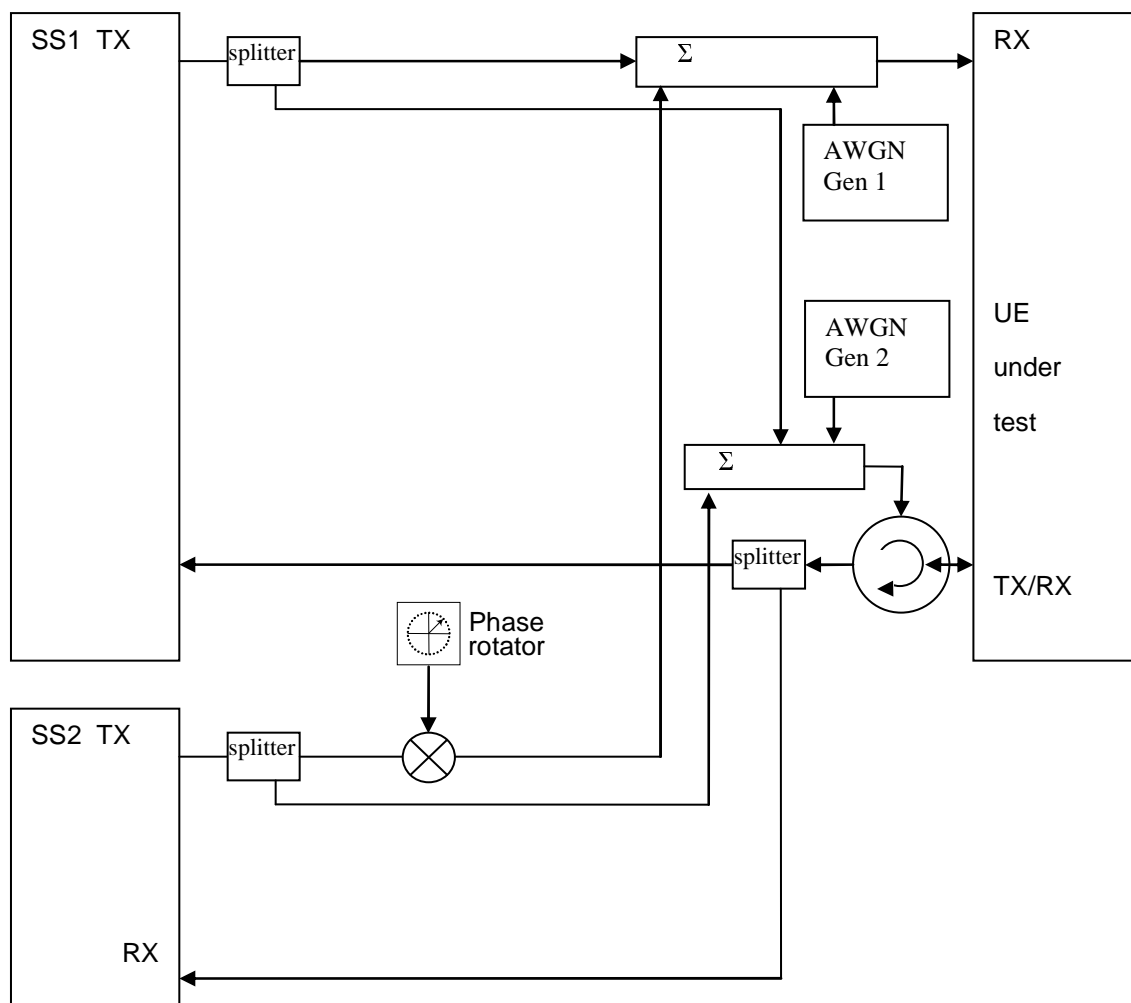 SS1 TX
splitter
Σ
RX
AWGN
Gen 1
AWGN
Gen 2
UE
under
test
Σ
splitter
TX/RX
Phase
rotator
SS2 TX
splitter
RX